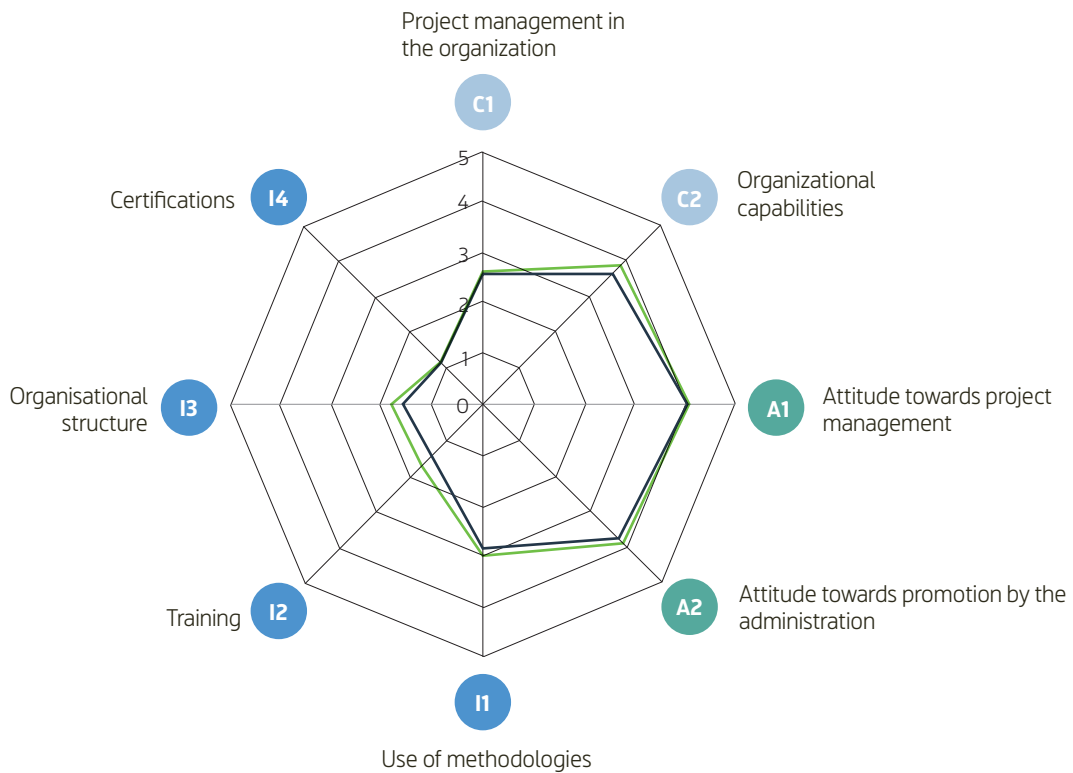 Project management in
the organization
C1
5
4
3
2
1
0
C2
Organizational
capabilities
A1
Attitude towards project
management
A2
Attitude towards promotion by the
administration
I1
Use of methodologies
I2
Training
I3
Organisational
structure
I4
Certifications